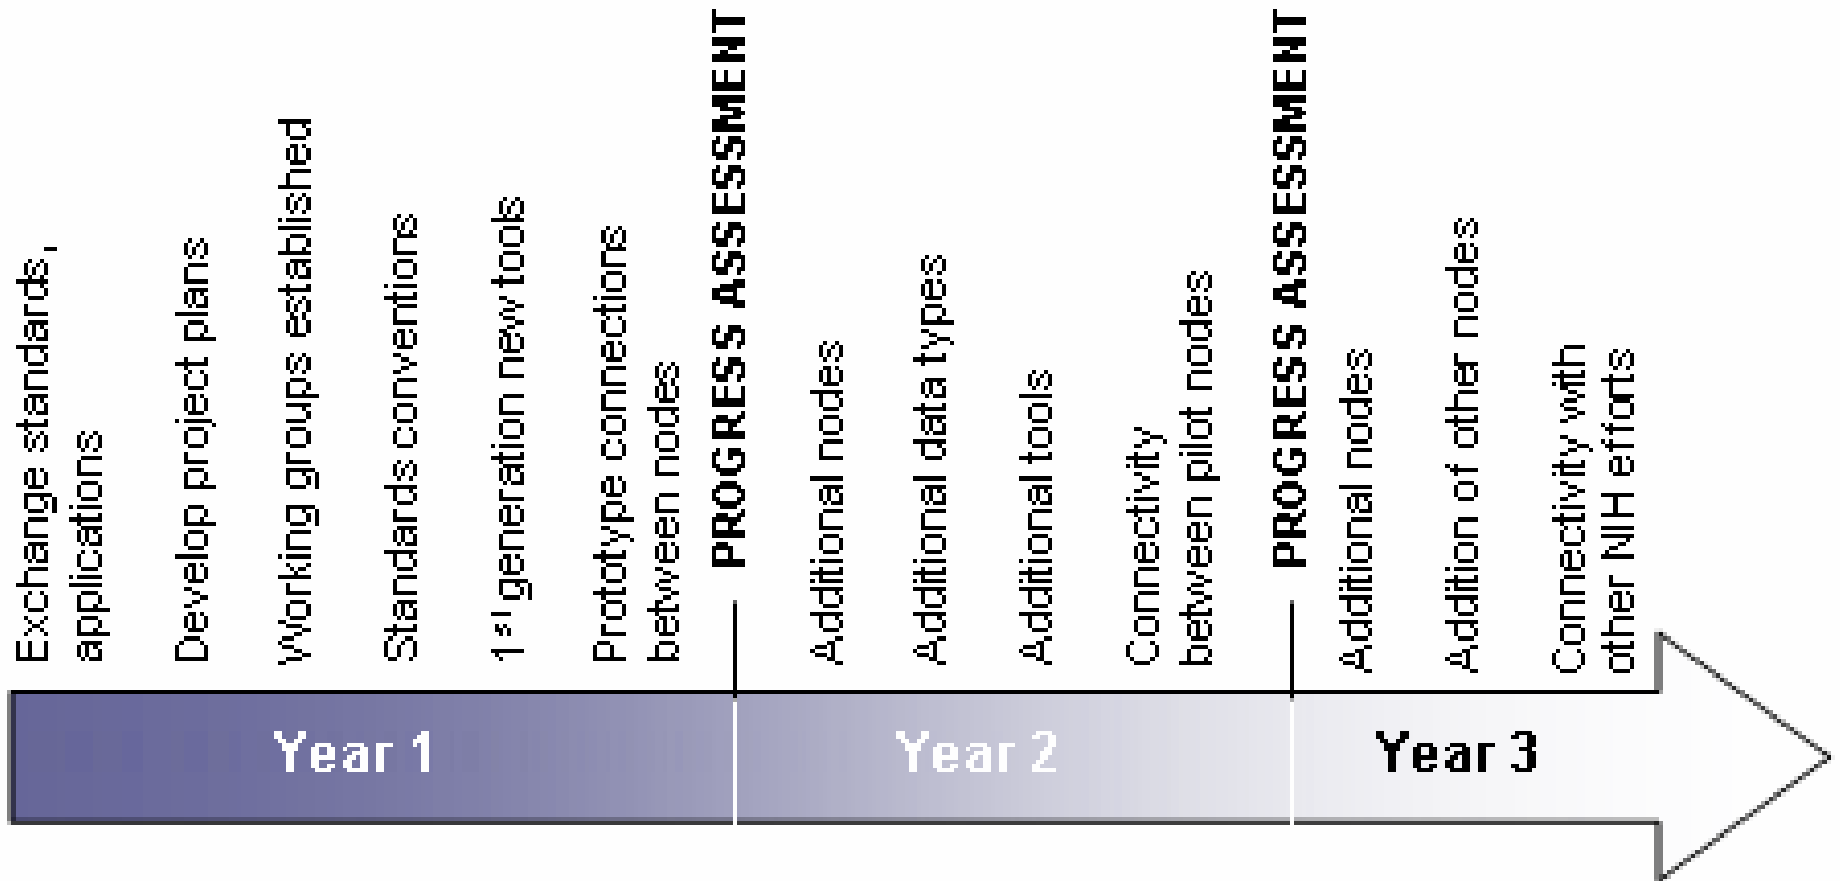 Exchange standards,
applications
Develop project plans
Working groups established
Standards conventions
1st generation new tools
Prototype connections
between nodes
PROGRESS ASSESSMENT
Additional nodes
Additional data types
Additional tools
Connectivity
between pilot nodes
PROGRESS ASSESSMENT
Additional nodes
Addition of other nodes
Connectivity with
other NIH efforts
Year 1
Year 2
Year 3